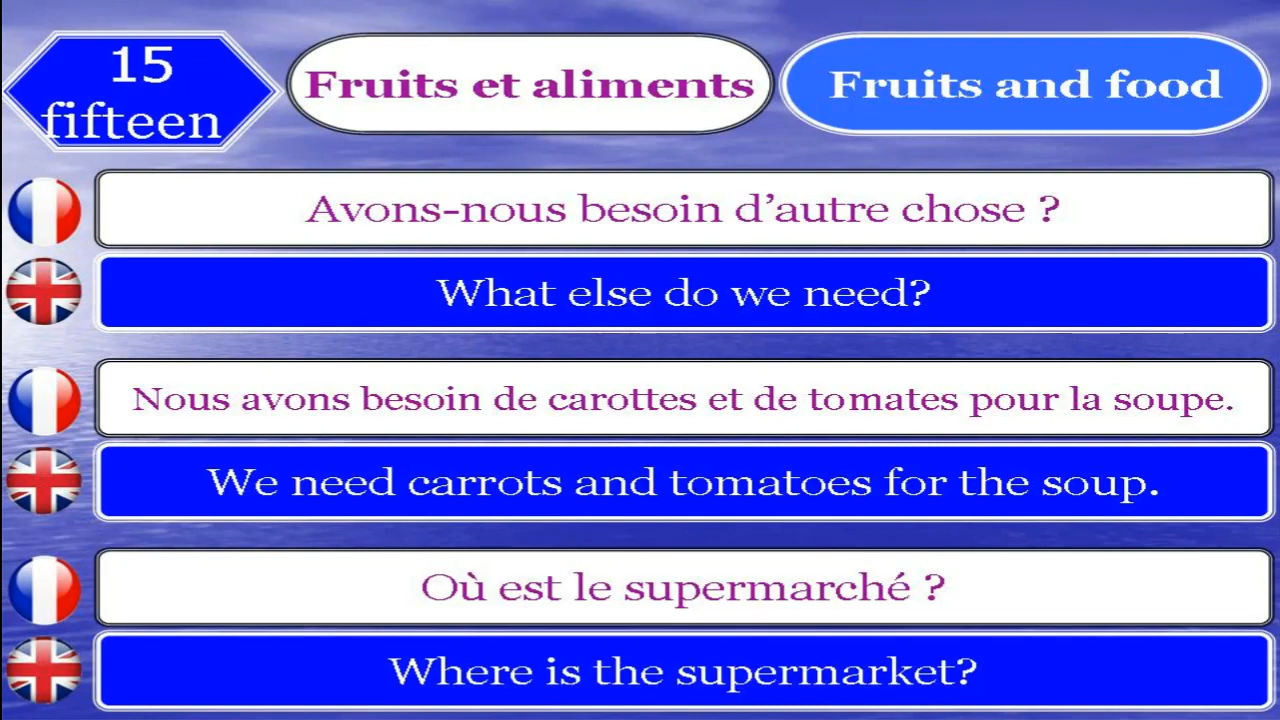 15
fifteen
Fruits et aliments
Fruits and food
Avons-nous besoin d’autre chose ?
What else do we need?
Nous avons besoin de carottes et de tomates pour la soupe.
We need carrots and tomatoes for the soup.
Où est le supermarché ?
Where is the supermarket?